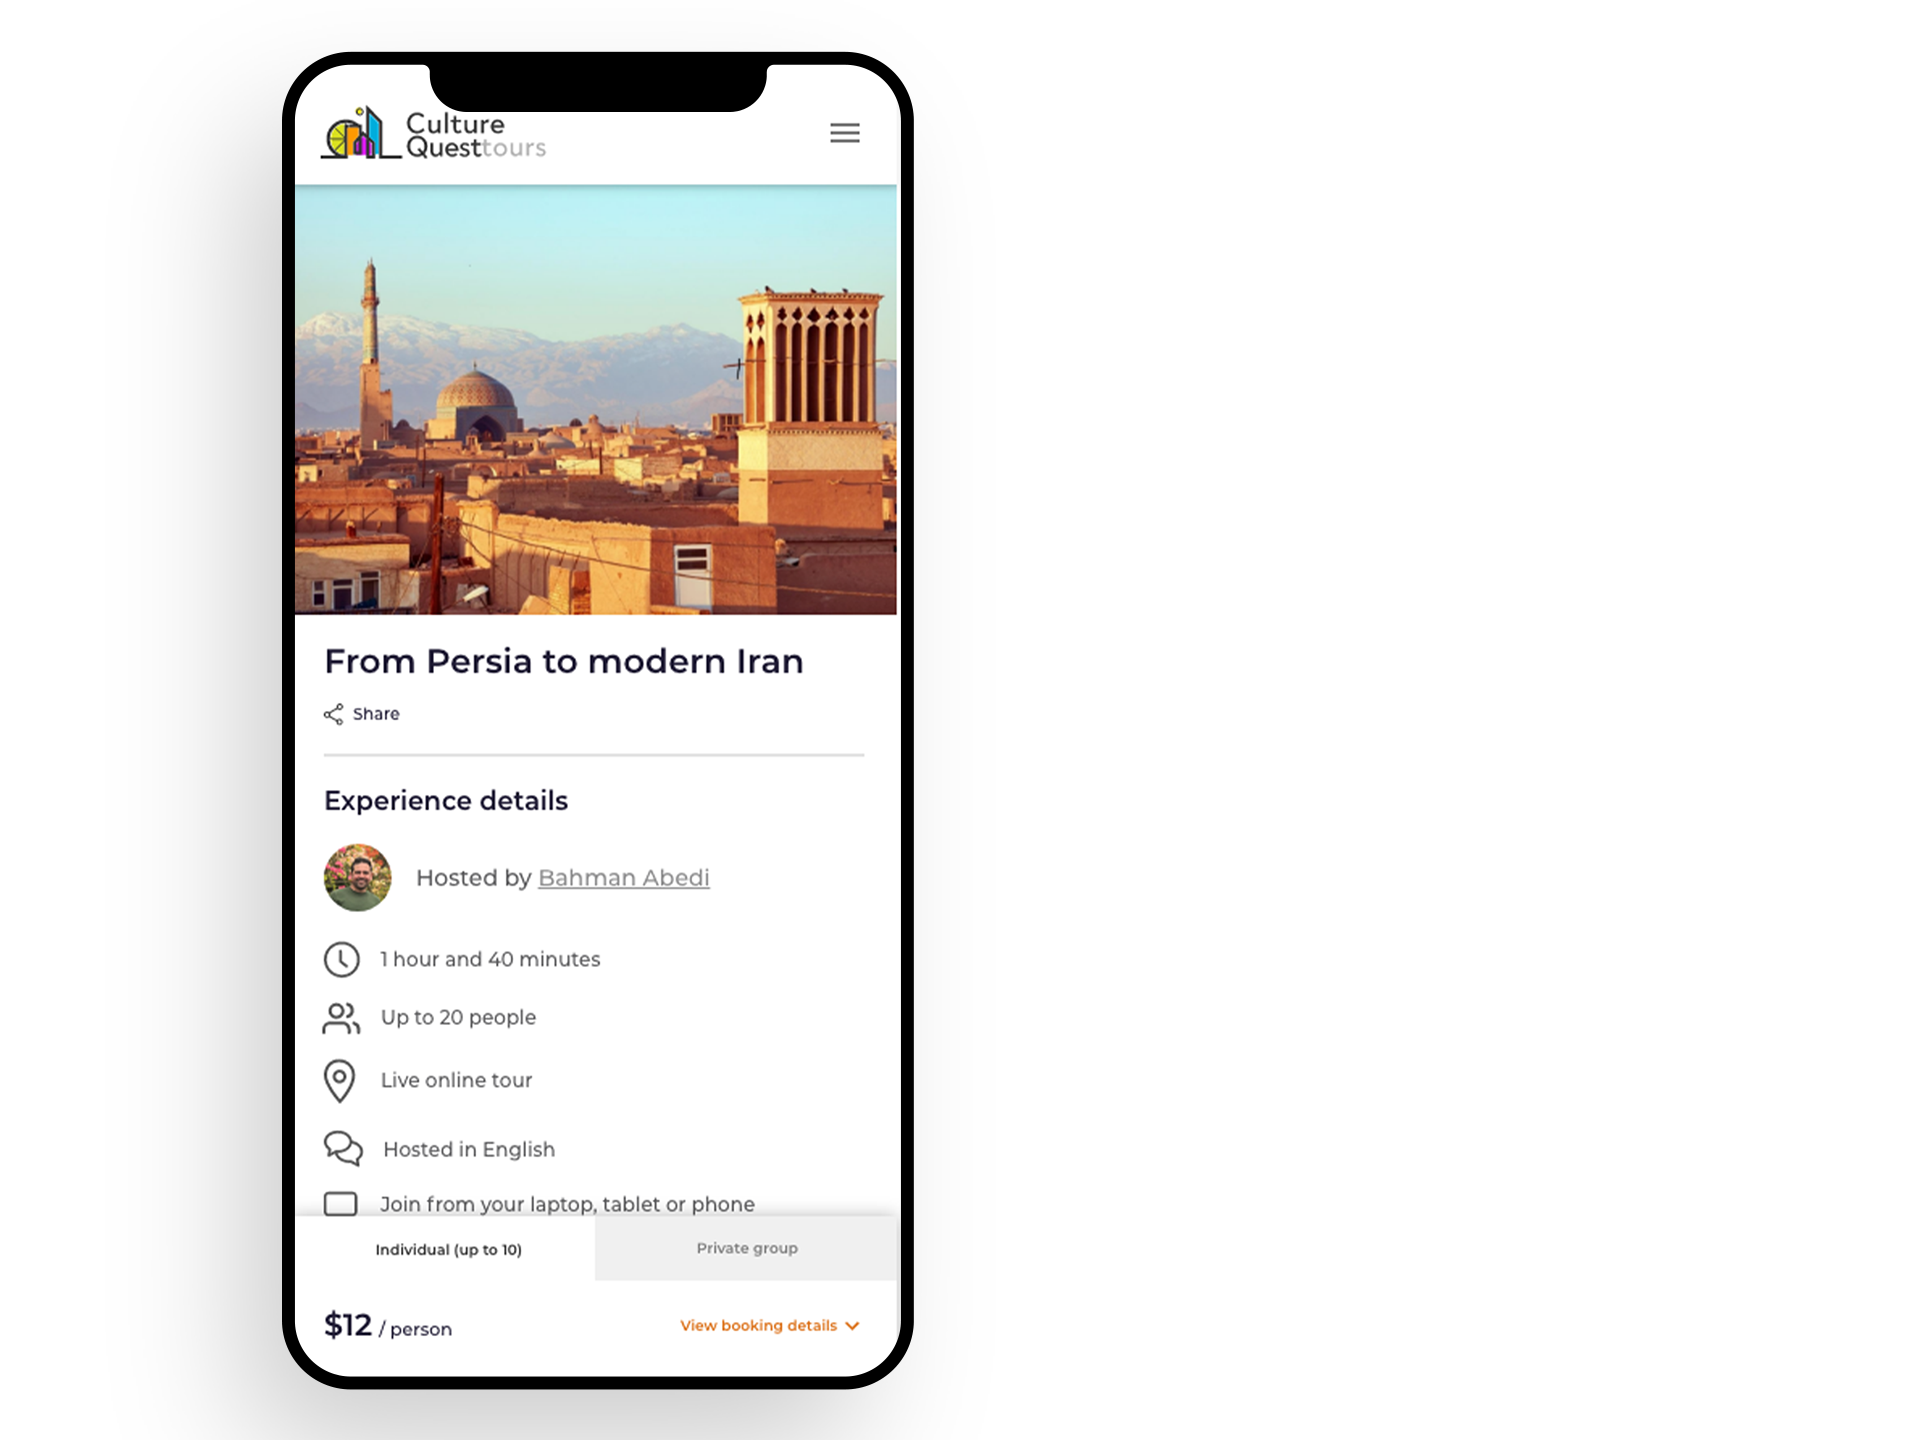 Culture
Questtours
From Persia to modern Iran
Share
Experience details
Hosted by Bahman Abedi
1 hour and 40 minutes
Up to 20 people
Live online tour
Hosted in English
Join from your laptop, tablet or phone
Individual (up to 10)
Private group
$12 / person
View booking details